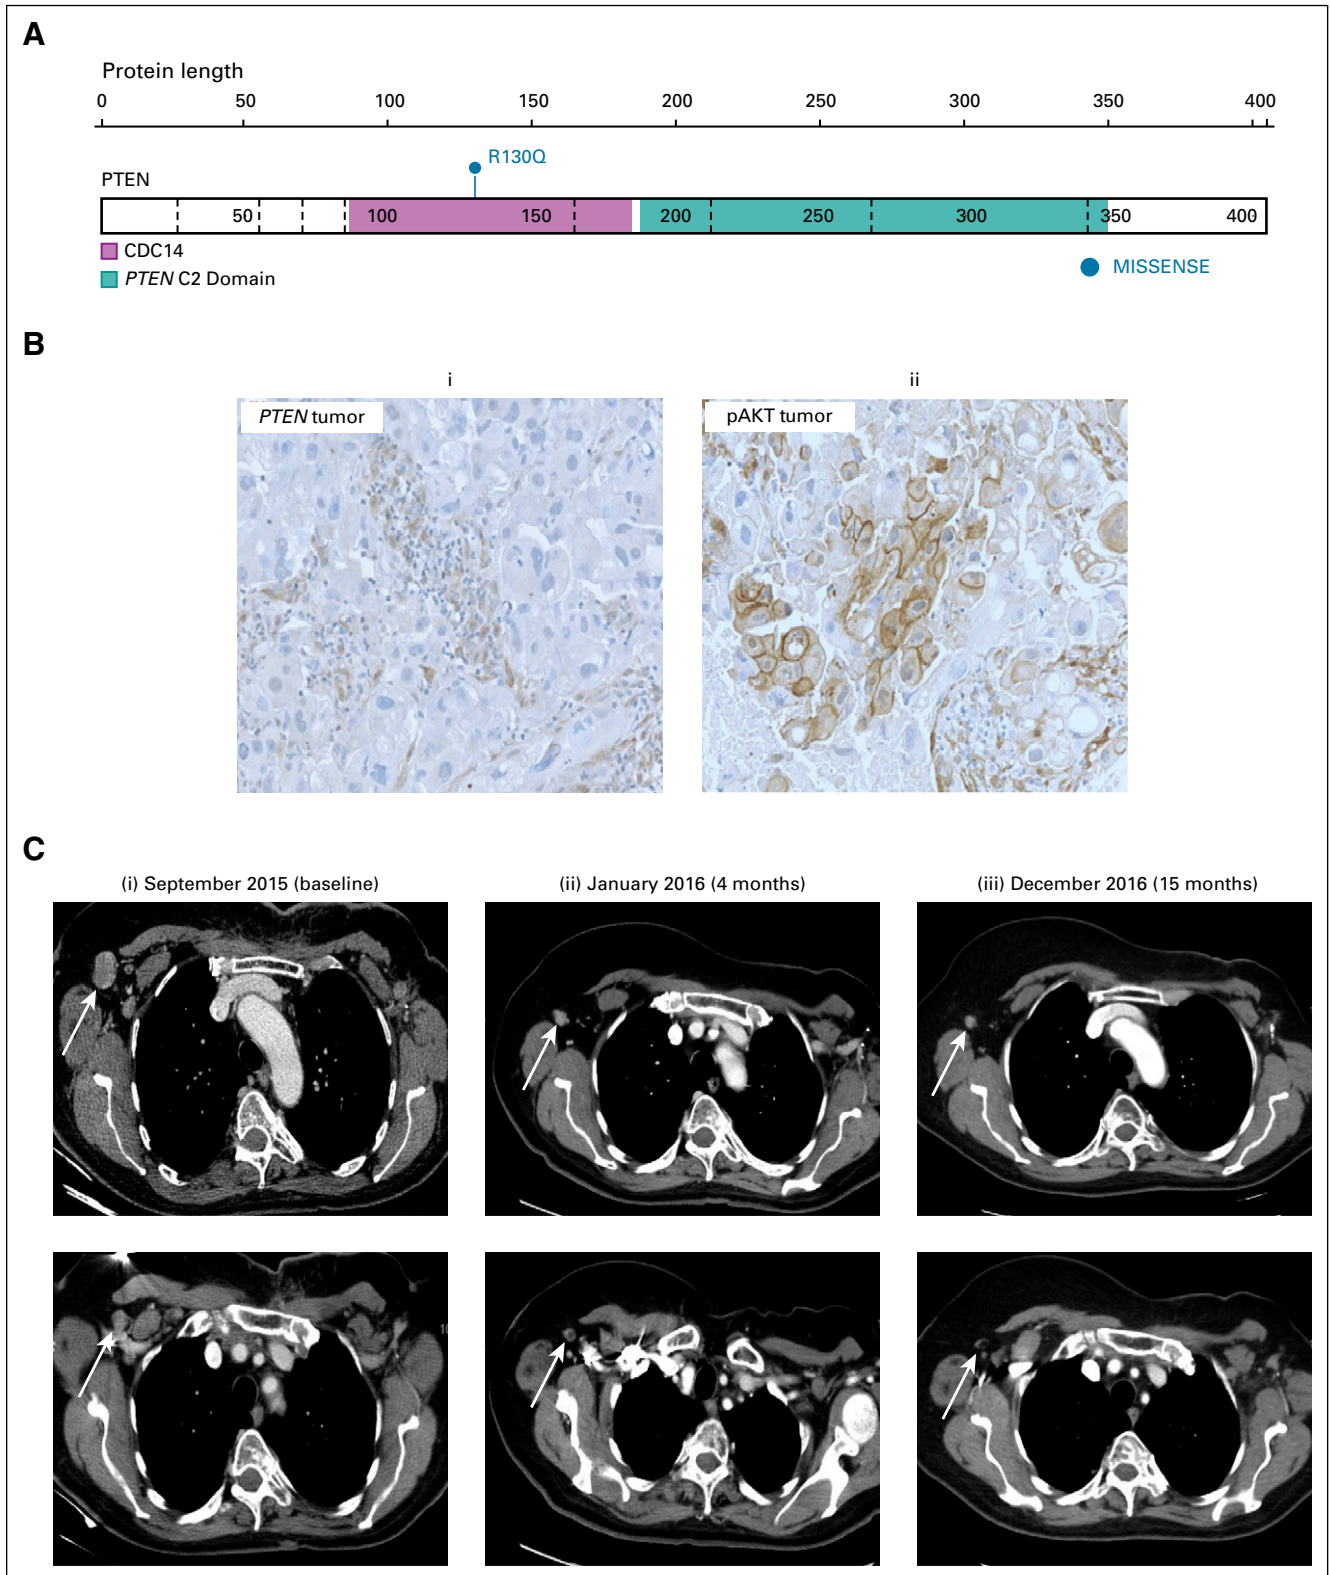 A
Protein length
0 50 100 150 200 250 300 350 400
R130Q
PTEN
50 100 150 200 250 300 350 400
CDC14
PTEN C2 Domain
MISSENSE
B
i ii
PTEN tumor
pAKT tumor
C
(i) September 2015 (baseline) (ii) January 2016 (4 months) (iii) December 2016 (15 months)
10